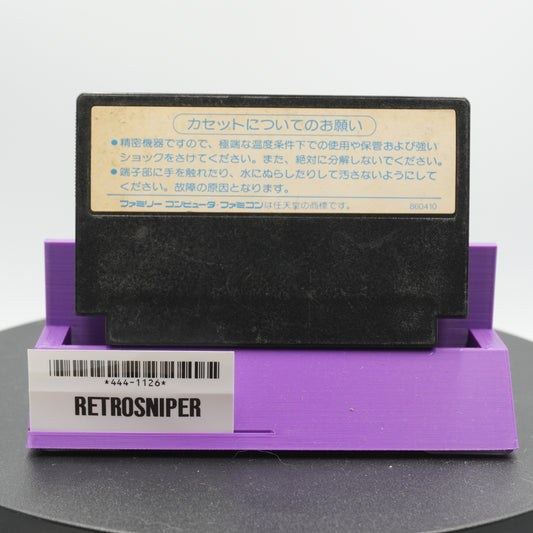 カセットについてのお願い
●精密機器ですので、極端な温度条件下での使用や保管および強い
ショックをさけてください。また、絶対に分解しないでください。
●端子部に手を触れたり、水にぬらしたりして汚さないようにして
ください。故障の原因となります。
ファミリー コンピュータ・ファミコンは任天堂の商標です。 860410
*444-1126*
RETROSNIPER